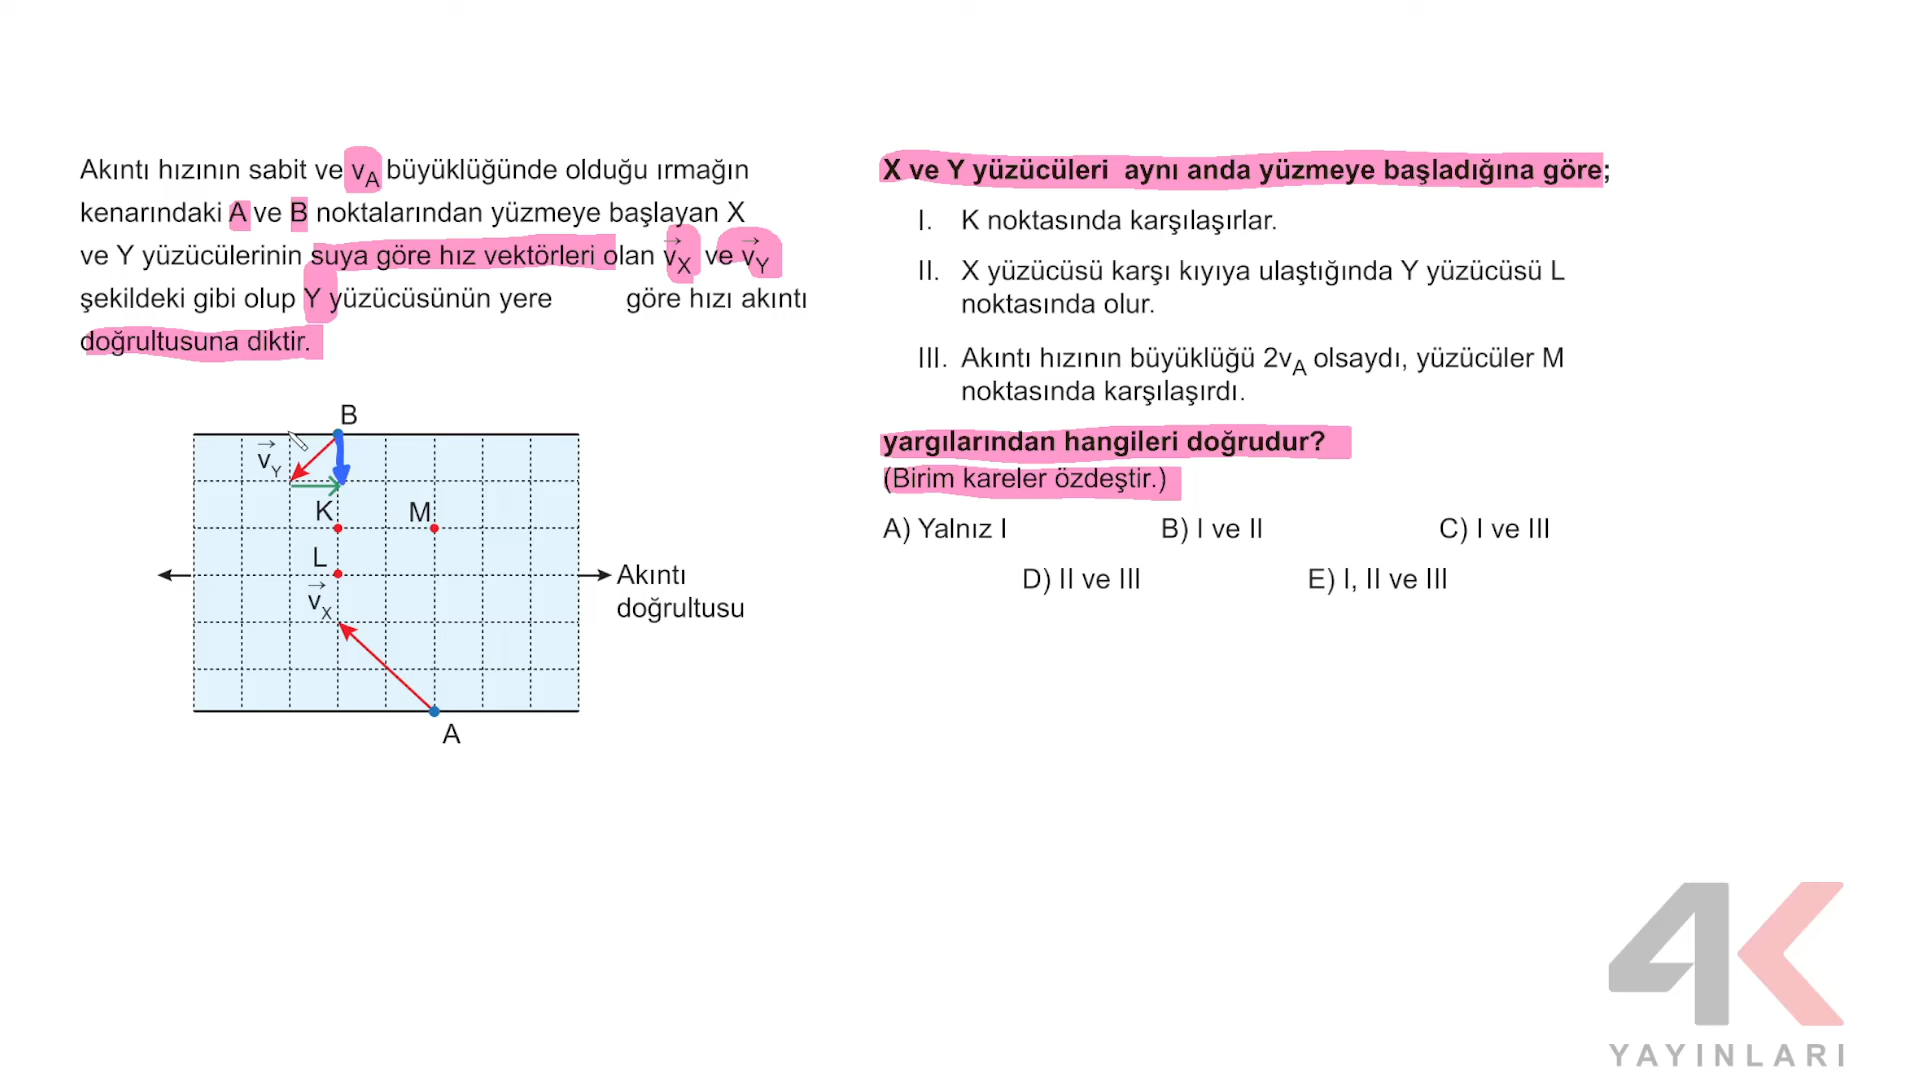 Akıntı hızının sabit ve vA büyüklüğünde olduğu ırmağın
kenarındaki A ve B noktalarından yüzmeye başlayan X
ve Y yüzücülerinin suya göre hız vektörleri olan v⃗X ve v⃗Y
şekildeki gibi olup Y yüzücüsünün yere göre hızı akıntı
doğrultusuna diktir.
B
v⃗Y
K
M
L
v⃗X
Akıntı
doğrultusu
A
X ve Y yüzücüleri aynı anda yüzmeye başladığına göre;
I. K noktasında karşılaşırlar.
II. X yüzücüsü karşı kıyıya ulaştığında Y yüzücüsü L
noktasında olur.
III. Akıntı hızının büyüklüğü 2vA olsaydı, yüzücüler M
noktasında karşılaşırdı.
yargılarından hangileri doğrudur?
(Birim kareler özdeştir.)
A) Yalnız I B) I ve II C) I ve III
D) II ve III E) I, II ve III
4K
YAYINLARI